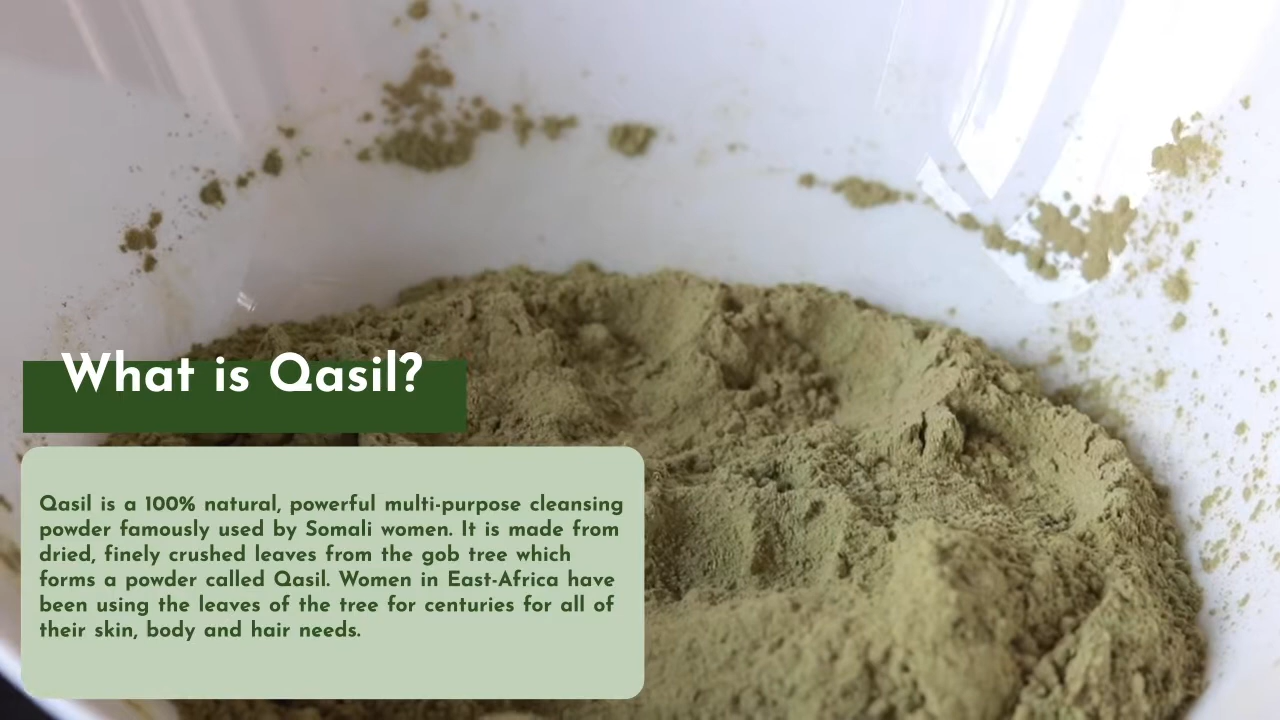 What is Qasil?
Qasil is a 100% natural, powerful multi-purpose cleansing
powder famously used by Somali women. It is made from
dried, finely crushed leaves from the gob tree which
forms a powder called Qasil. Women in East-Africa have
been using the leaves of the tree for centuries for all of
their skin, body and hair needs.